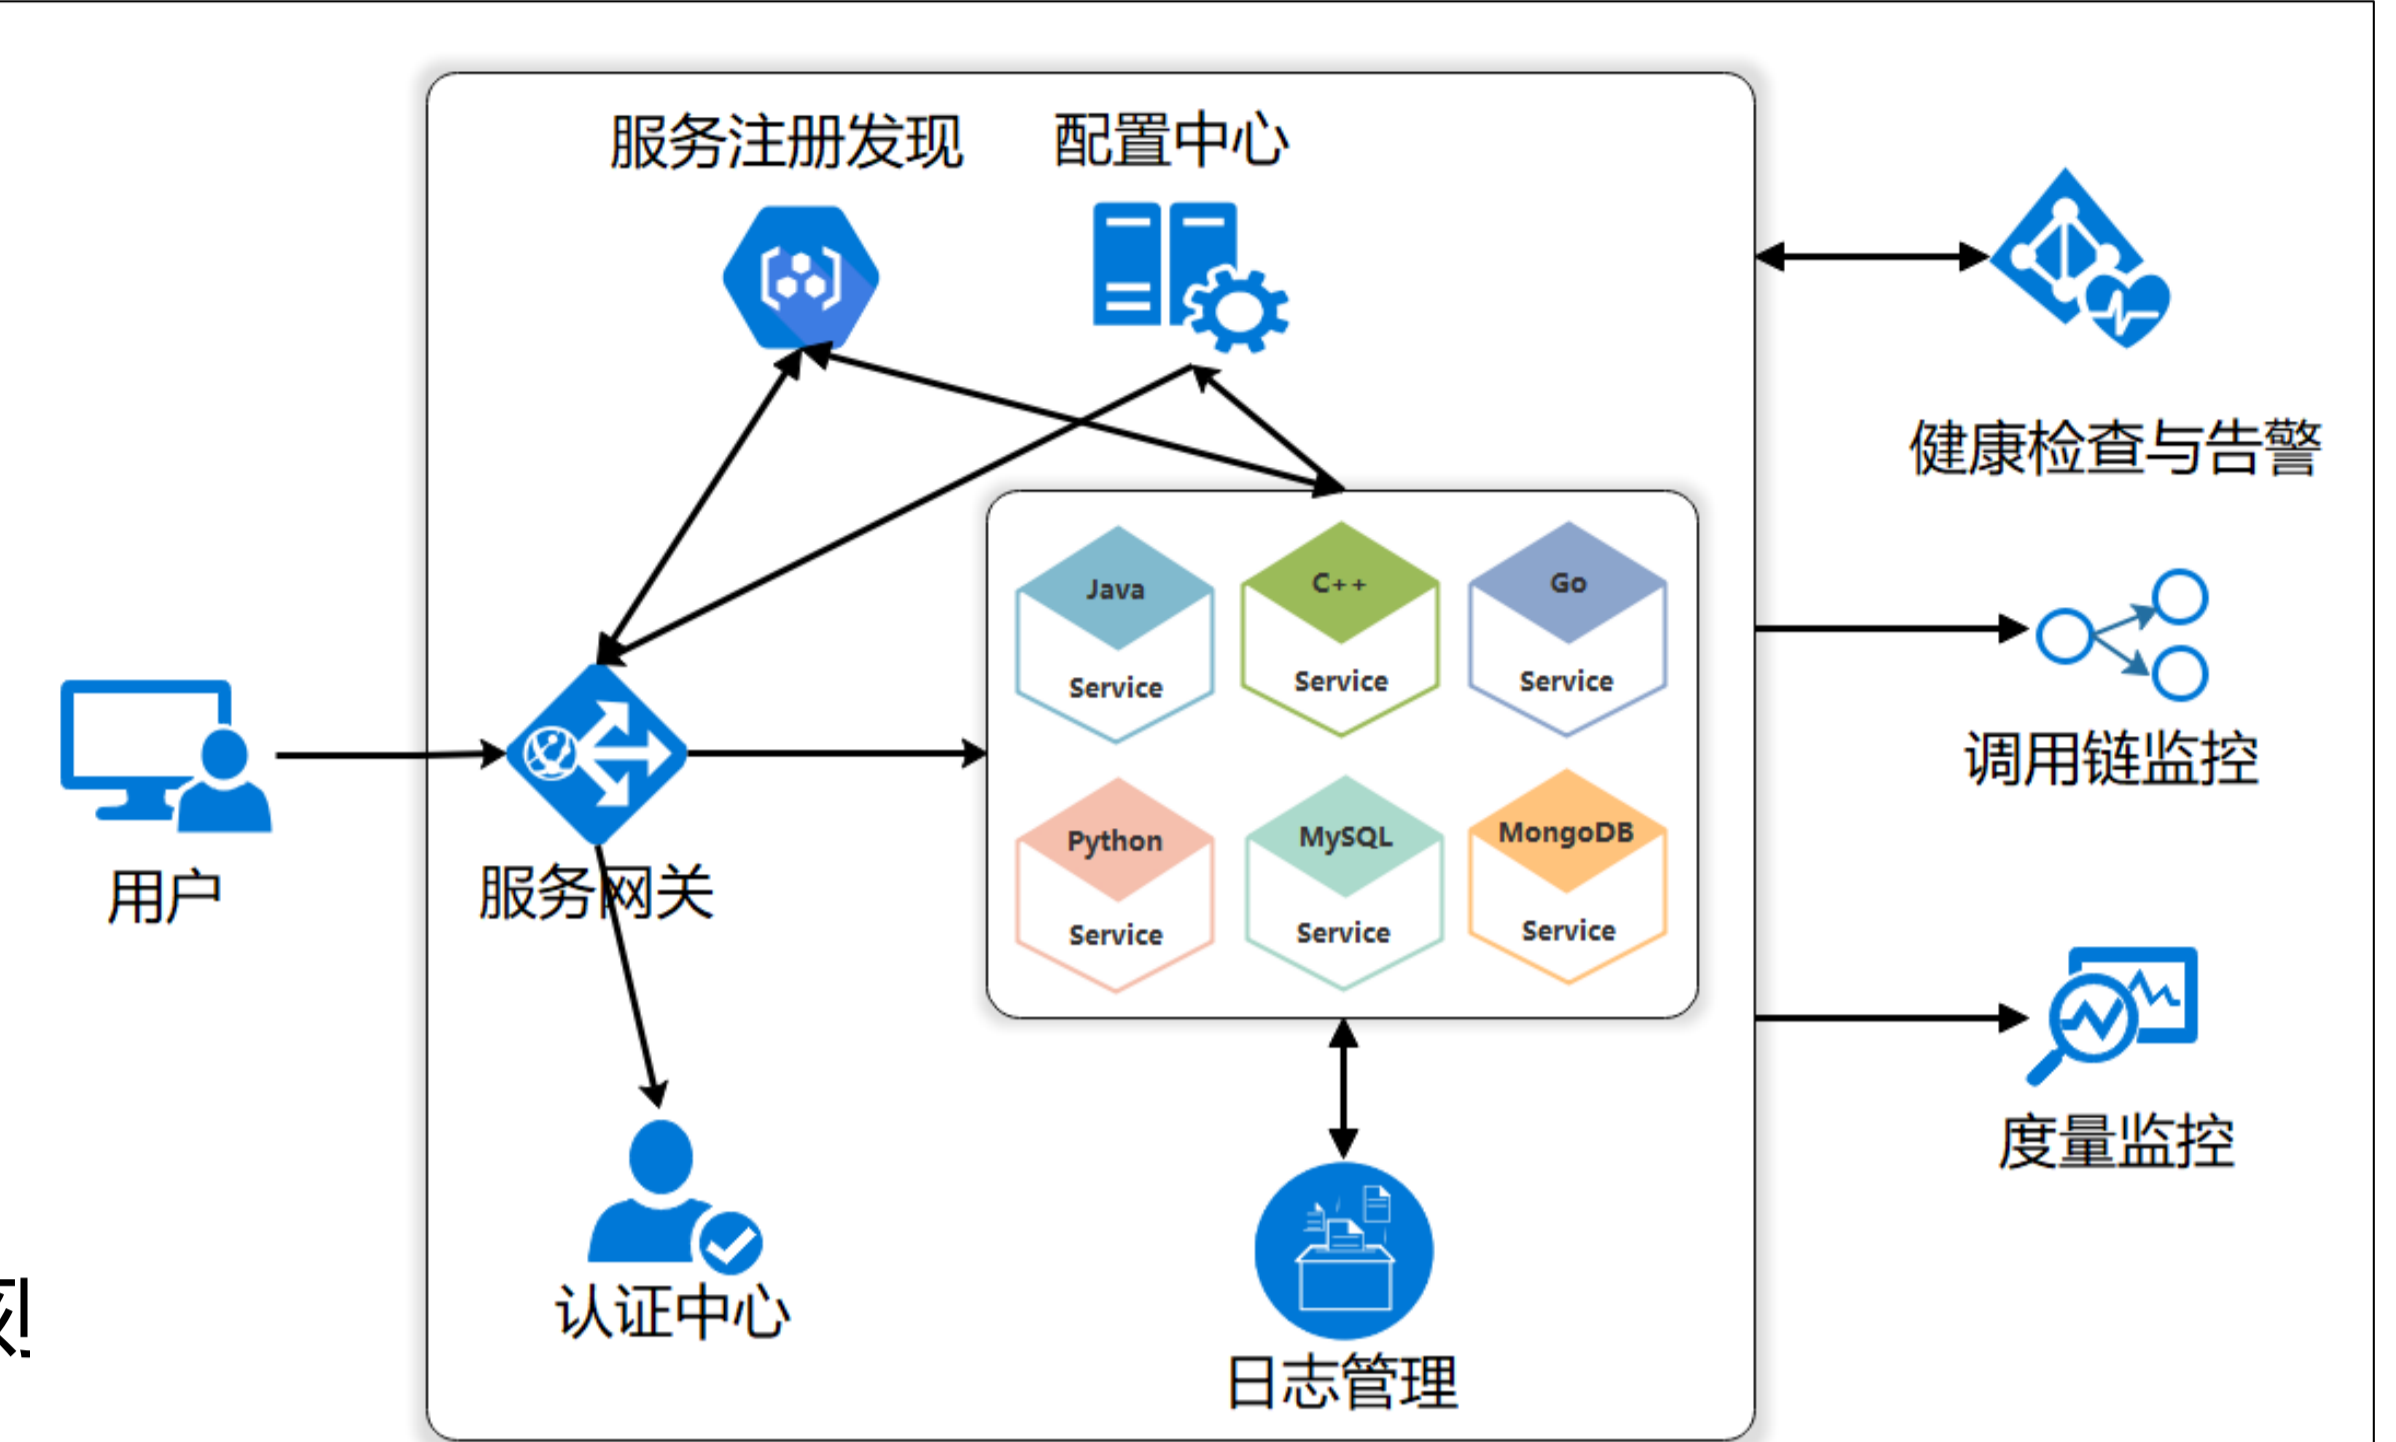 服务注册发现
配置中心
健康检查与告警
Java
Service
C++
Service
Go
Service
调用链监控
Python
Service
MySQL
Service
MongoDB
Service
用户
服务网关
度量监控
认证中心
日志管理